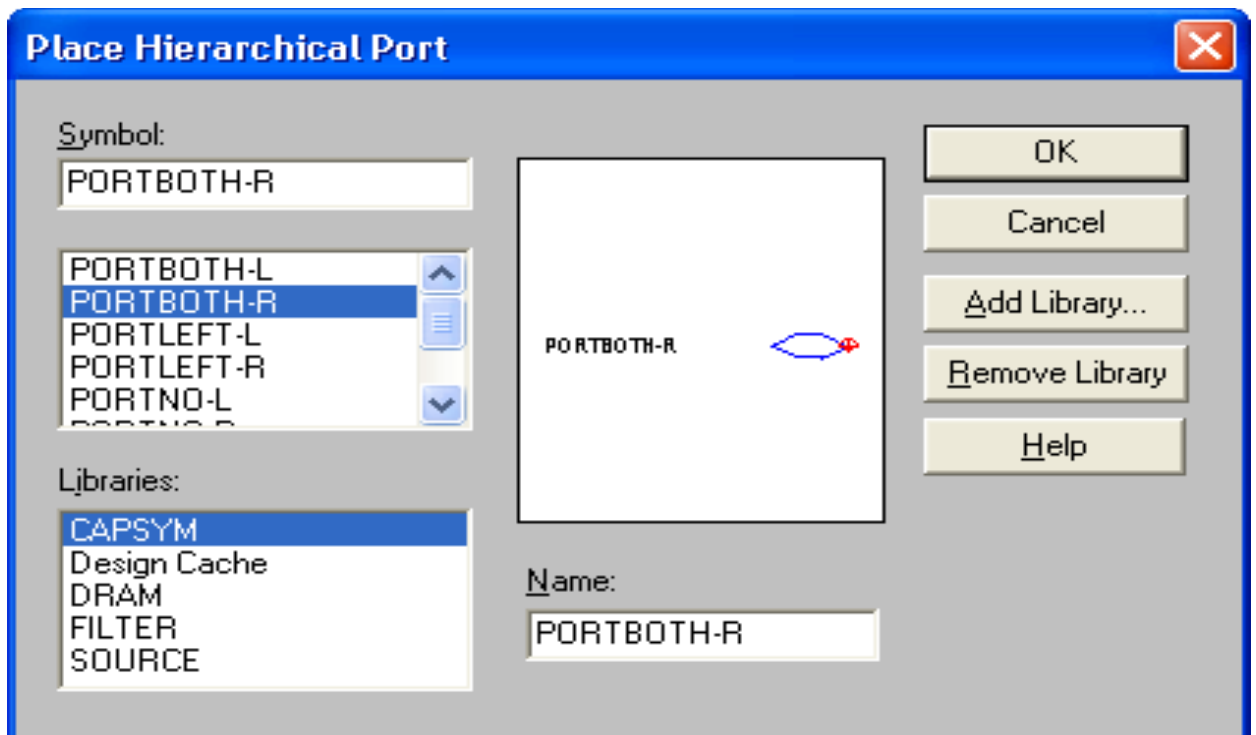 Place Hierarchical Port
Symbol:
PORTBOTH-R
PORTBOTH-L
PORTBOTH-R
PORTLEFT-L
PORTLEFT-R
PORTNO-L
Libraries:
CAPSYM
Design Cache
DRAM
FILTER
SOURCE
PORTBOTH-R
Name:
PORTBOTH-R
OK
Cancel
Add Library...
Remove Library
Help